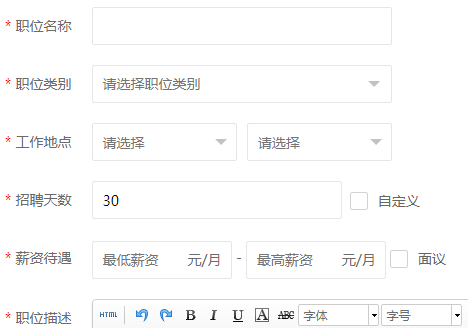 * 职位名称
* 职位类别 请选择职位类别
* 工作地点 请选择 请选择
* 招聘天数 30 自定义
* 薪资待遇 最低薪资 元/月 - 最高薪资 元/月 面议
* 职位描述 HTML B I U A ABC 字体 字号